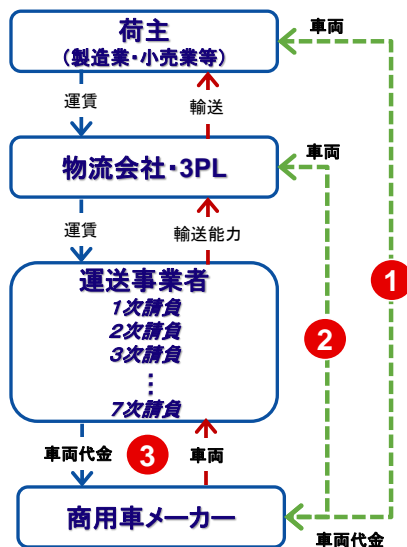 荷主
(製造業・小売業等)
車両
運賃
輸送
物流会社・3PL
車両
運賃
輸送能力
運送事業者
1次請負
2次請負
3次請負
⋮
7次請負
1
2
車両代金
3
車両
商用車メーカー
車両代金